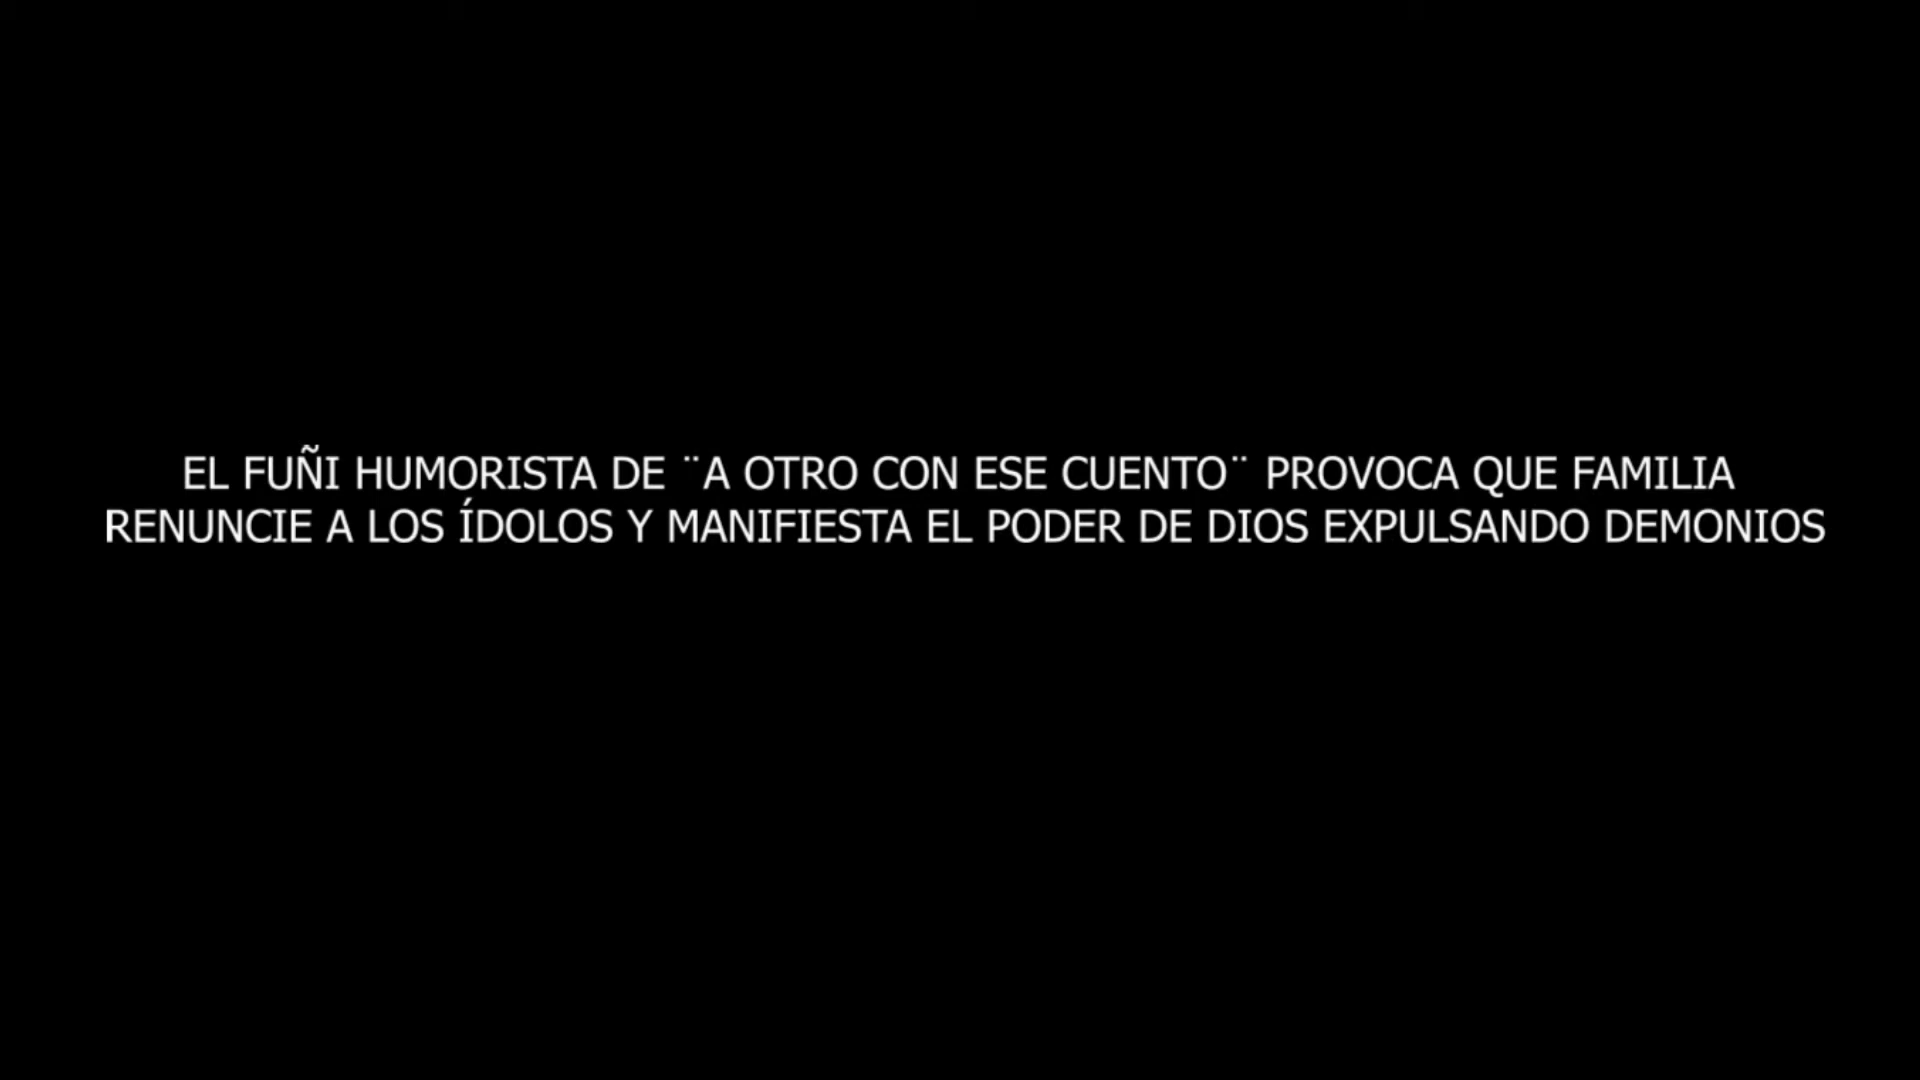 EL FUÑI HUMORISTA DE ¨A OTRO CON ESE CUENTO¨ PROVOCA QUE FAMILIA
RENUNCIE A LOS ÍDOLOS Y MANIFIESTA EL PODER DE DIOS EXPULSANDO DEMONIOS